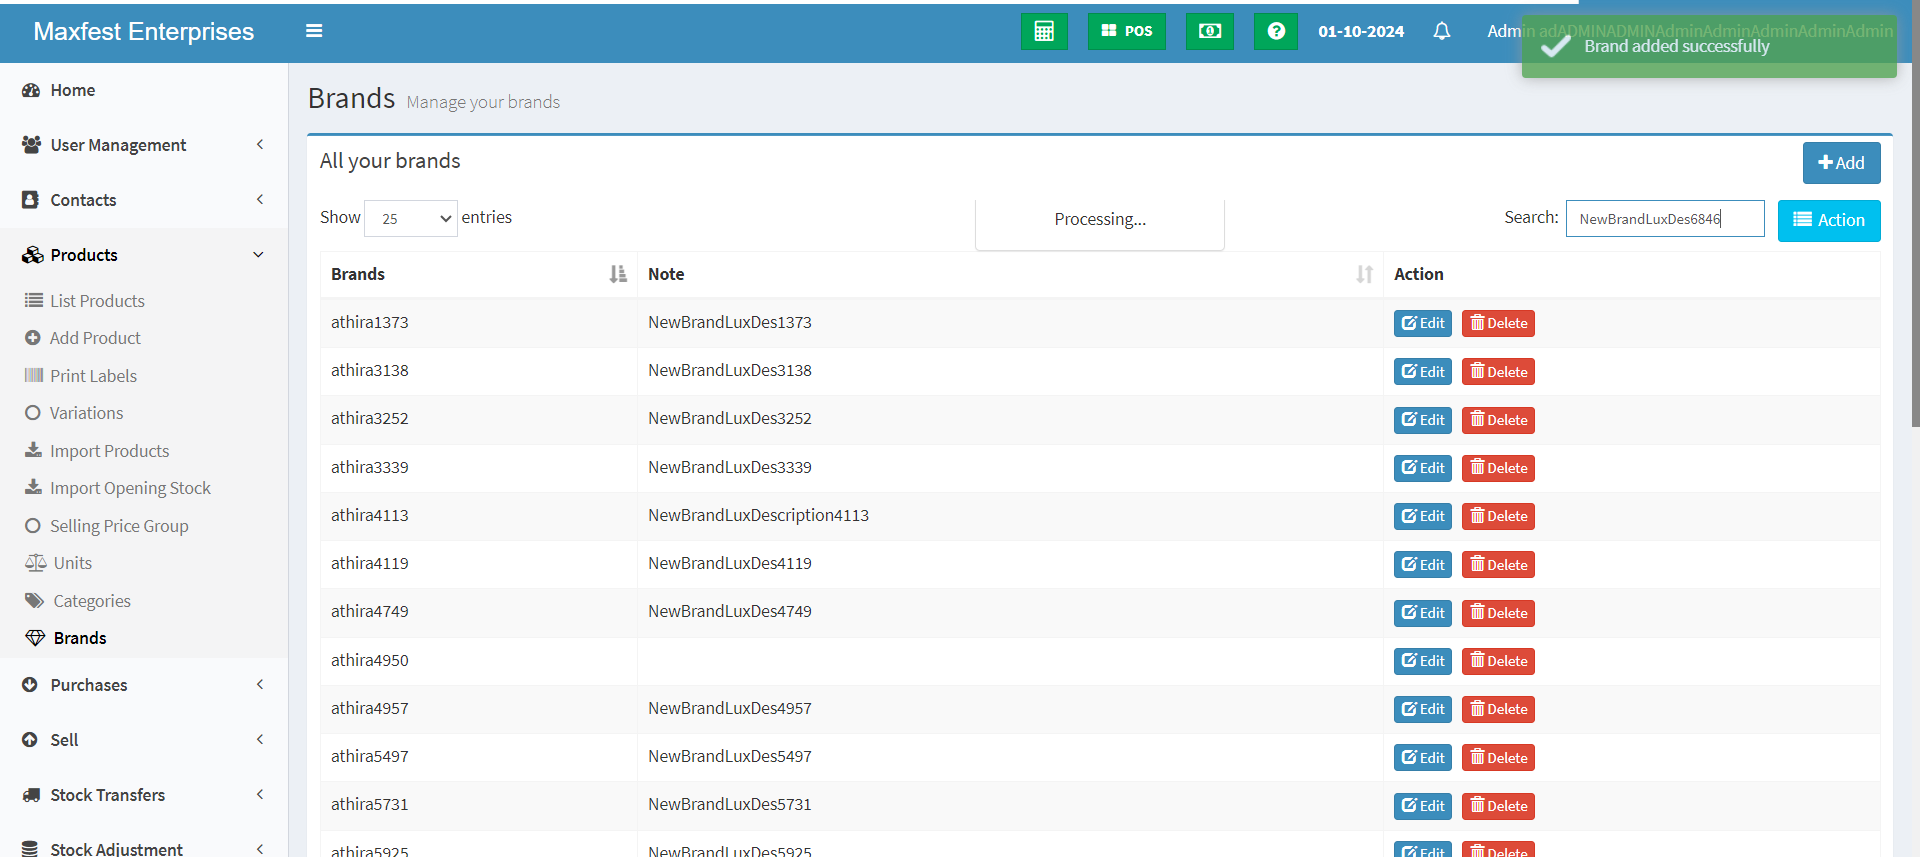 Maxfest Enterprises
POS
01-10-2024
Admin adADMINADMINAdminAdminAdminAdminAdmin
Brand added successfully
Home
User Management
Contacts
Products
List Products
Add Product
Print Labels
Variations
Import Products
Import Opening Stock
Selling Price Group
Units
Categories
Brands
Purchases
Sell
Stock Transfers
Stock Adjustment
Brands Manage your brands
All your brands
Add
Show 25 entries
Processing...
Search: NewBrandLuxDes6846
Action
Brands Note Action
athira1373 NewBrandLuxDes1373 Edit Delete
athira3138 NewBrandLuxDes3138 Edit Delete
athira3252 NewBrandLuxDes3252 Edit Delete
athira3339 NewBrandLuxDes3339 Edit Delete
athira4113 NewBrandLuxDescription4113 Edit Delete
athira4119 NewBrandLuxDes4119 Edit Delete
athira4749 NewBrandLuxDes4749 Edit Delete
athira4950 Edit Delete
athira4957 NewBrandLuxDes4957 Edit Delete
athira5497 NewBrandLuxDes5497 Edit Delete
athira5731 NewBrandLuxDes5731 Edit Delete
athira5925 NewBrandLuxDes5925 Edit Delete